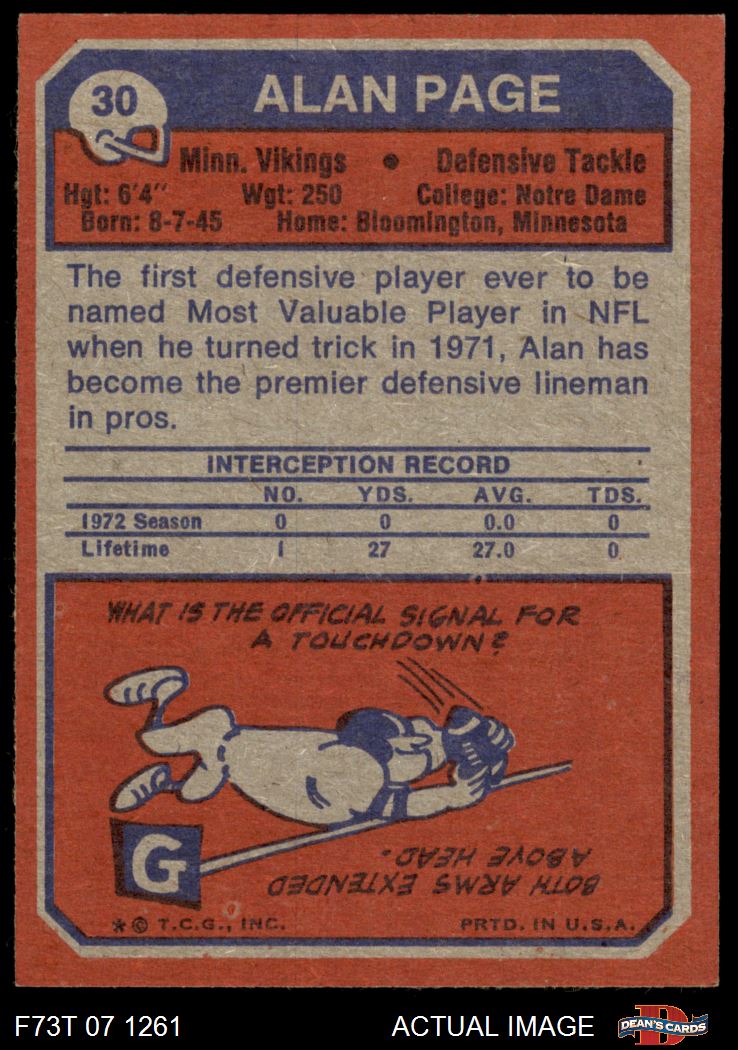 30
ALAN PAGE
Minn. Vikings • Defensive Tackle
Hgt: 6'4" Wgt: 250 College: Notre Dame
Born: 8-7-45 Home: Bloomington, Minnesota
The first defensive player ever to be
named Most Valuable Player in NFL
when he turned trick in 1971, Alan has
become the premier defensive lineman
in pros.
INTERCEPTION RECORD
NO. YDS. AVG. TDS.
1972 Season 0 0 0.0 0
Lifetime 1 27 27.0 0
WHAT IS THE OFFICIAL SIGNAL FOR
A TOUCHDOWN?
G
BOTH ARMS EXTENDED
ABOVE HEAD.
* © T.C.G., INC. PRTD. IN U.S.A.
F73T 07 1261 ACTUAL IMAGE
D
DEAN'S CARDS